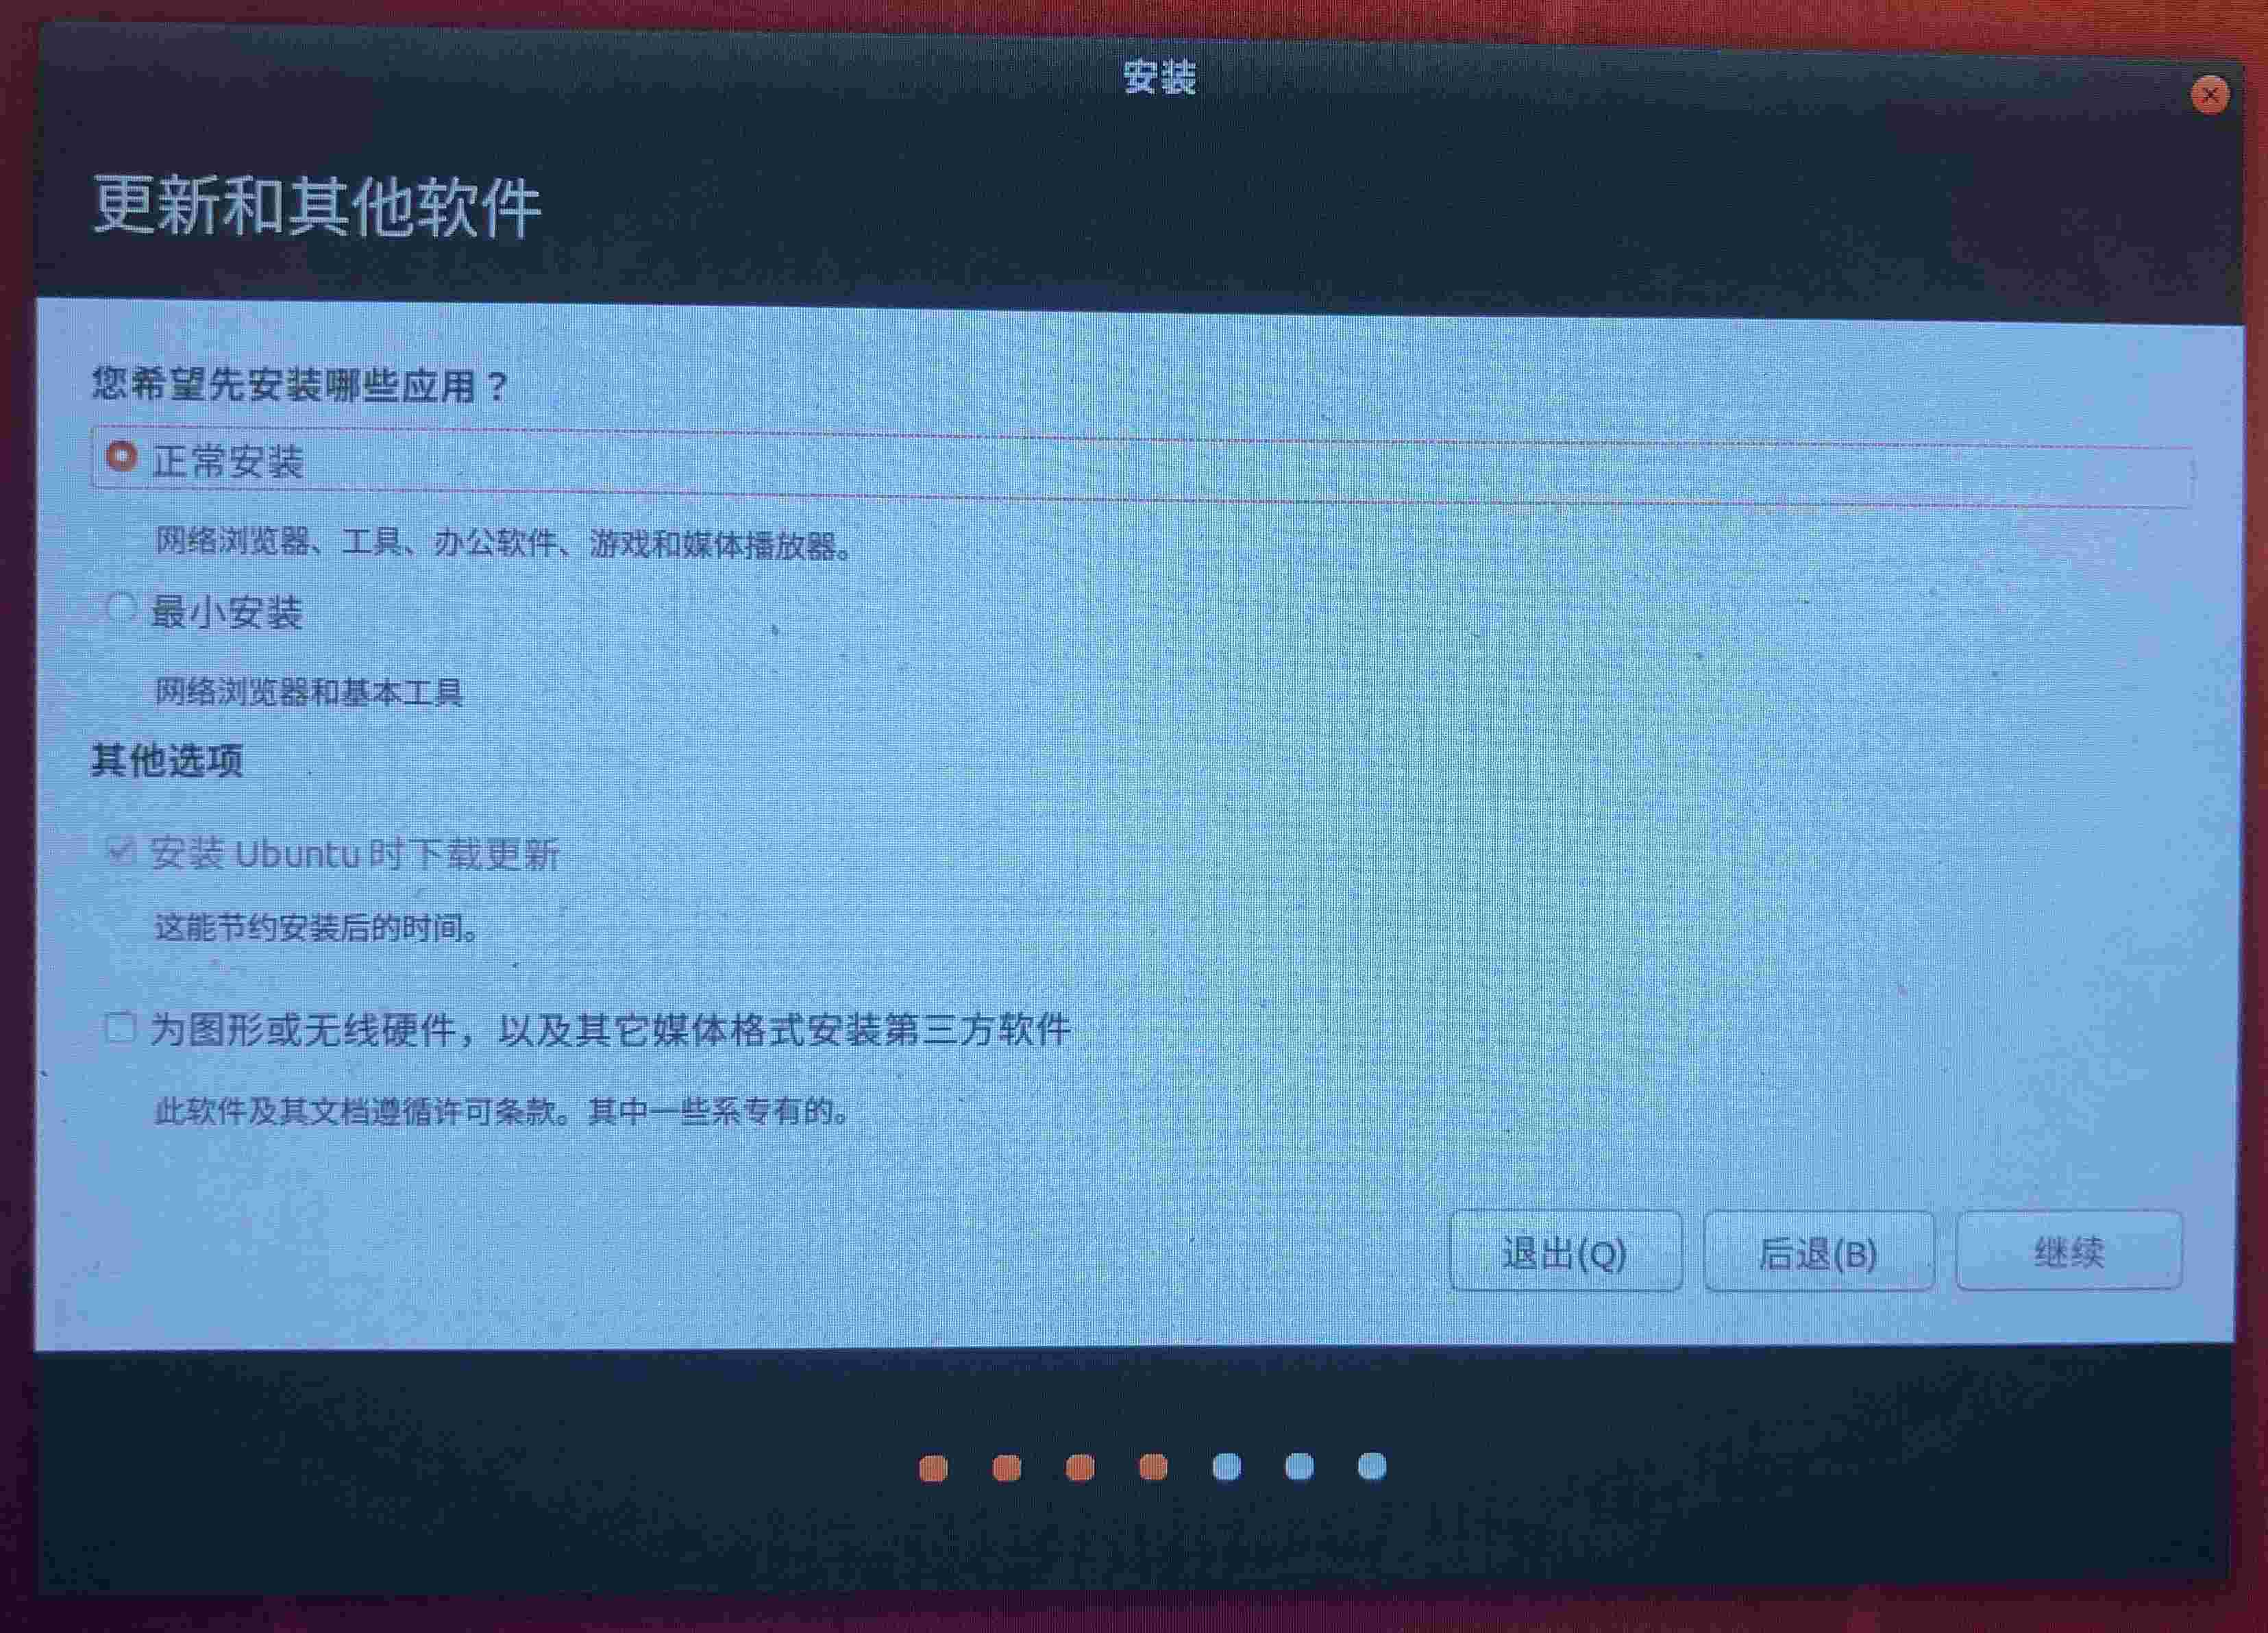 安装
更新和其他软件
您希望先安装哪些应用？
正常安装
网络浏览器、工具、办公软件、游戏和媒体播放器。
最小安装
网络浏览器和基本工具
其他选项
安装 Ubuntu 时下载更新
这能节约安装后的时间。
为图形或无线硬件，以及其它媒体格式安装第三方软件
此软件及其文档遵循许可条款。其中一些系专有的。
退出(Q) 后退(B) 继续